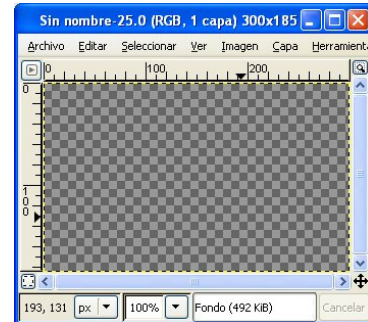 Sin nombre-25.0 (RGB, 1 capa) 300x185
Archivo Editar Seleccionar Ver Imagen Capa Herramient
0 100 200
0
100
193, 131 px 100% Fondo (492 KiB) Cancelar